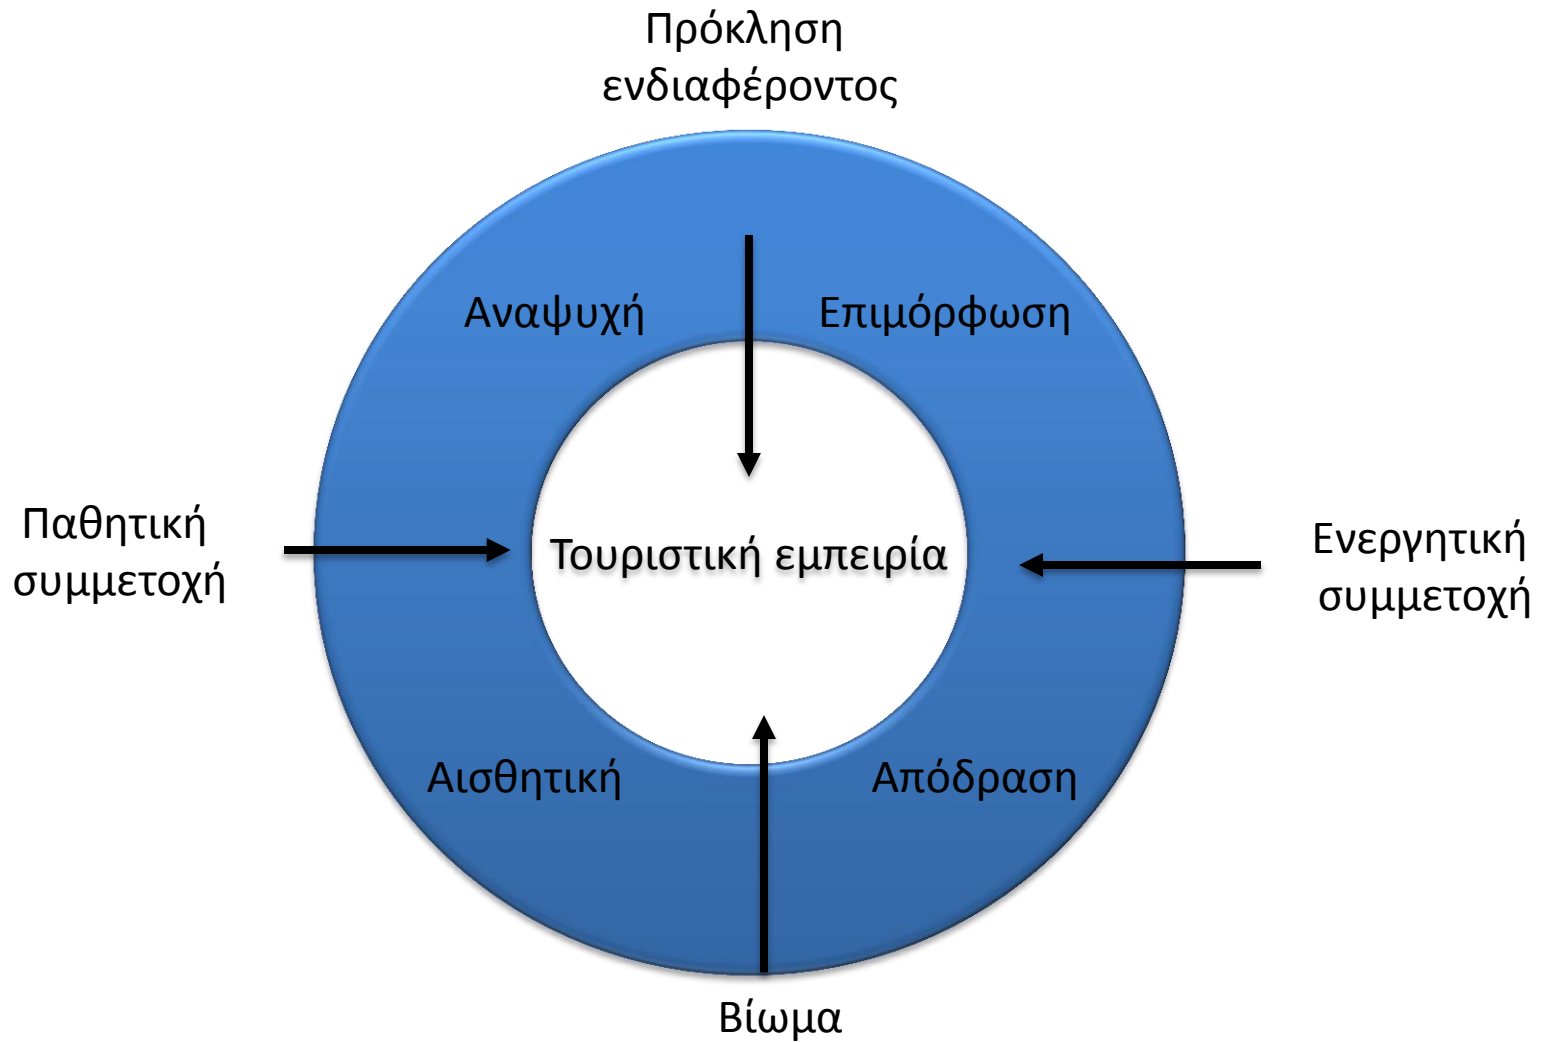 Πρόκληση
ενδιαφέροντος
Αναψυχή
Επιμόρφωση
Παθητική
συμμετοχή
Τουριστική εμπειρία
Ενεργητική
συμμετοχή
Αισθητική
Απόδραση
Βίωμα